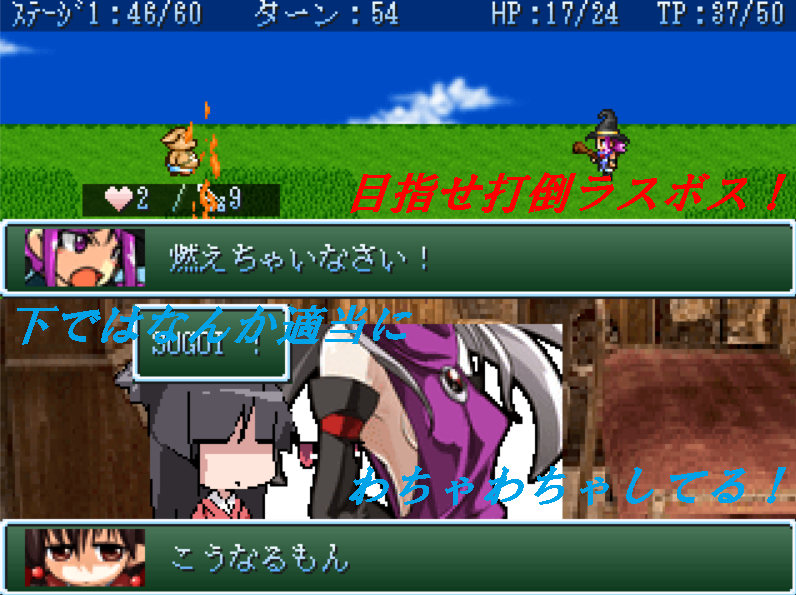 ｽﾃｰｼﾞ1:46/60 ターン:54 HP:17/24 TP:37/50
目指せ打倒ラスボス！
燃えちゃいなさい！
下ではなんか適当に
SUGOI !
わちゃわちゃしてる！
こうなるもん